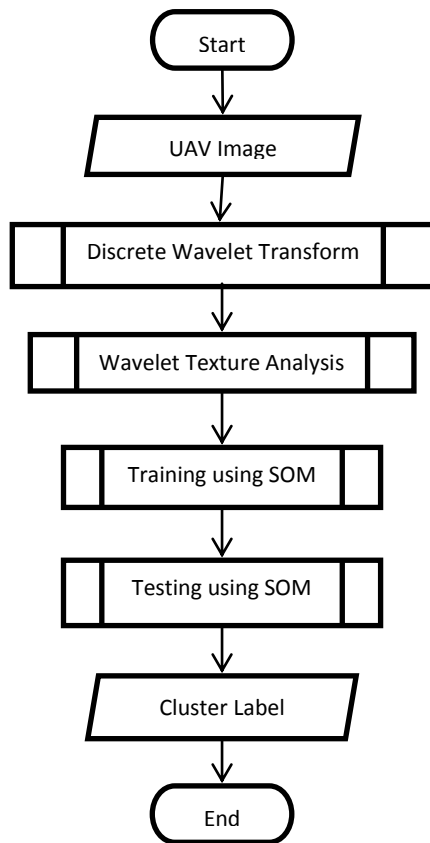 Start
UAV Image
Discrete Wavelet Transform
Wavelet Texture Analysis
Training using SOM
Testing using SOM
Cluster Label
End